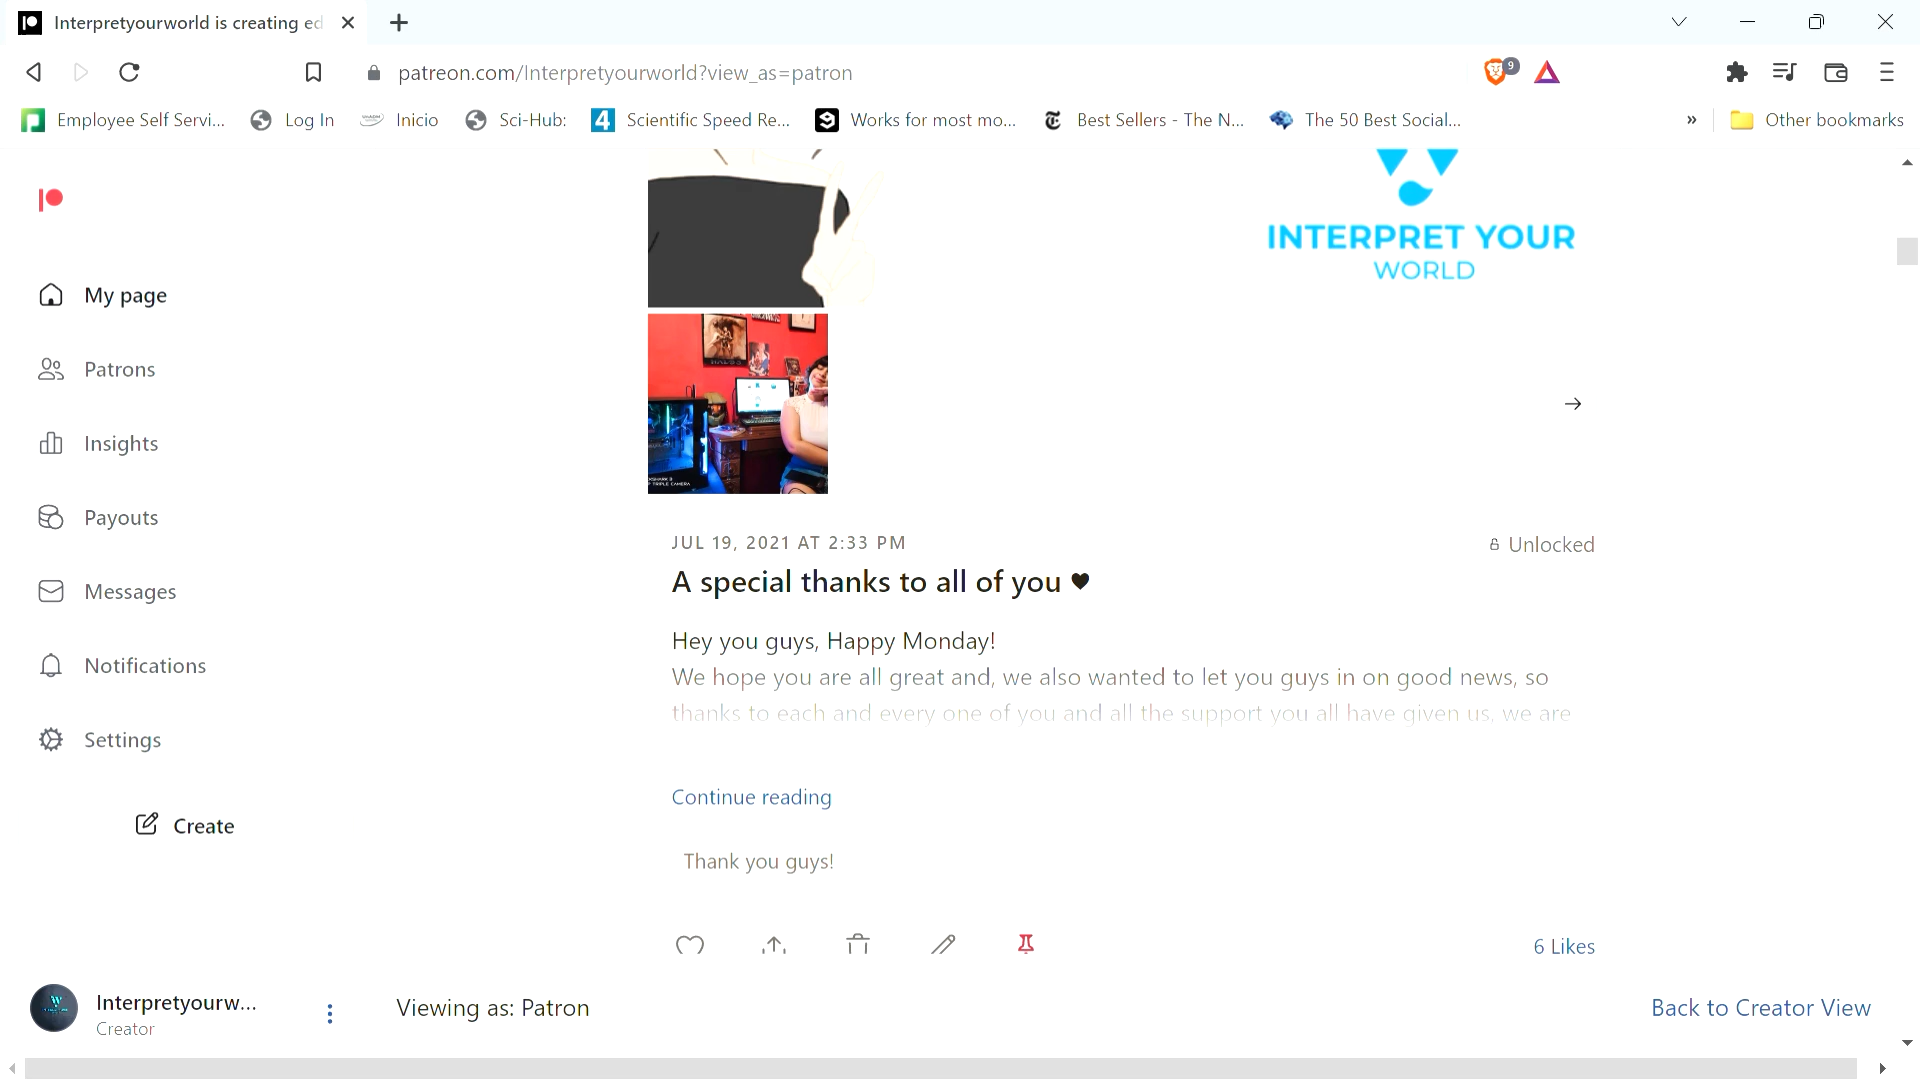 Interpretyourworld is creating ed
patreon.com/Interpretyourworld?view_as=patron
9
Employee Self Servi...
Log In
Inicio
Sci-Hub:
4
Scientific Speed Re...
Works for most mo...
Best Sellers - The N...
The 50 Best Social...
»
Other bookmarks
INTERPRET YOUR
WORLD
My page
Patrons
Insights
Payouts
Messages
Notifications
Settings
Create
TRIPLE CAMERA
JUL 19, 2021 AT 2:33 PM
Unlocked
A special thanks to all of you ♥
Hey you guys, Happy Monday!
We hope you are all great and, we also wanted to let you guys in on good news, so
thanks to each and every one of you and all the support you all have given us, we are
Continue reading
Thank you guys!
6 Likes
Interpretyourw...
Creator
Viewing as: Patron
Back to Creator View